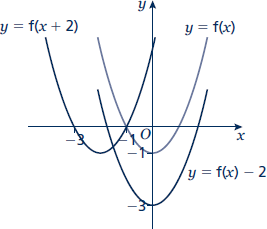 y
y = f(x + 2)
y = f(x)
−3
−1
O
x
−1
y = f(x) − 2
−3